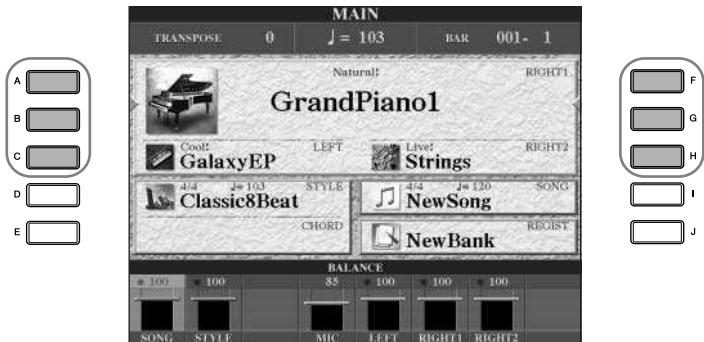 MAIN
TRANSPOSE 0 ♩= 103 BAR 001- 1
Natural! RIGHT1
GrandPiano1
Cool! LEFT Live! RIGHT2
GalaxyEP Strings
4/4 ♩= 103 STYLE 4/4 ♩= 120 SONG
Classic8Beat NewSong
CHORD REGIST
NewBank
BALANCE
100 100 85 100 100 100
SONG STYLE MIC LEFT RIGHT1 RIGHT2
A
B
C
D
E
F
G
H
I
J